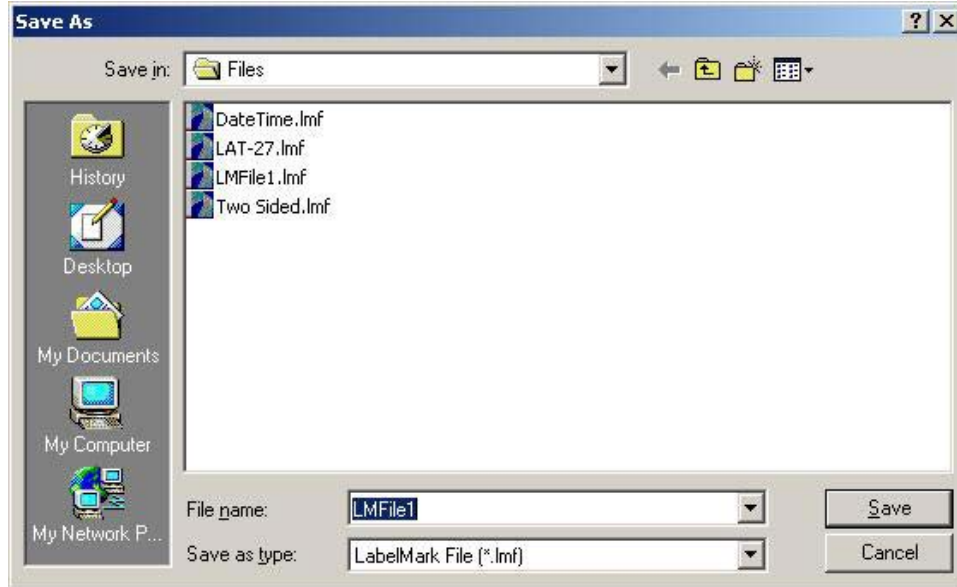 Save As
Save in: Files
History
Desktop
My Documents
My Computer
My Network P...
DateTime.lmf
LAT-27.lmf
LMFile1.lmf
Two Sided.lmf
File name: LMFile1 Save
Save as type: LabelMark File (*.lmf) Cancel